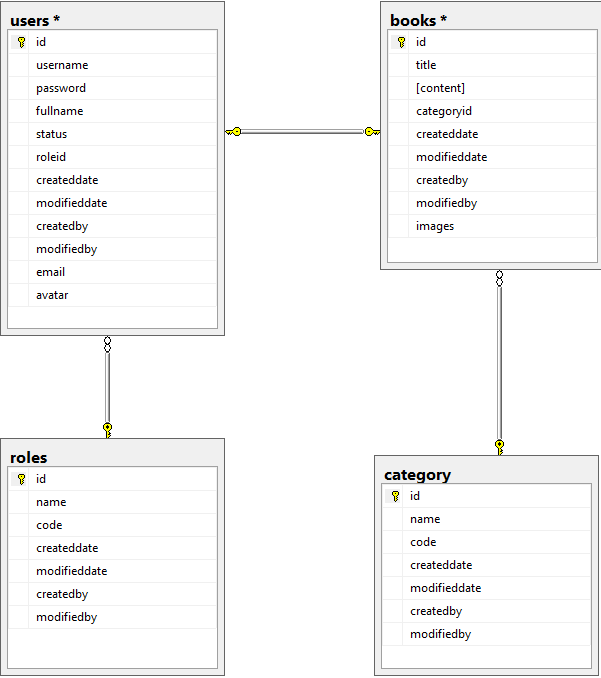 users *
id
username
password
fullname
status
roleid
createddate
modifieddate
createdby
modifiedby
email
avatar
books *
id
title
[content]
categoryid
createddate
modifieddate
createdby
modifiedby
images
roles
id
name
code
createddate
modifieddate
createdby
modifiedby
category
id
name
code
createddate
modifieddate
createdby
modifiedby